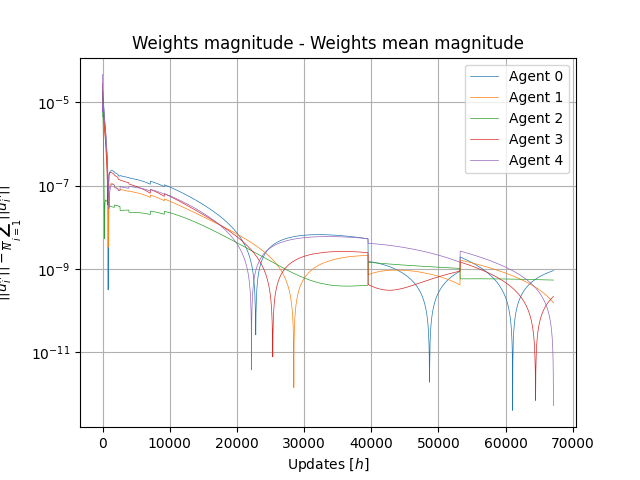 Weights magnitude - Weights mean magnitude
Agent 0
Agent 1
Agent 2
Agent 3
Agent 4
10⁻⁵
10⁻⁷
10⁻⁹
10⁻¹¹
0 10000 20000 30000 40000 50000 60000 70000
Updates [h]